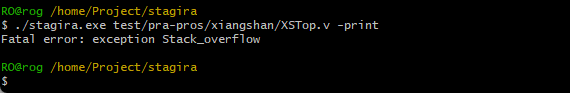 RO@rog /home/Project/stagira
$ ./stagira.exe test/pra-pros/xiangshan/XSTop.v -print
Fatal error: exception Stack_overflow
RO@rog /home/Project/stagira
$